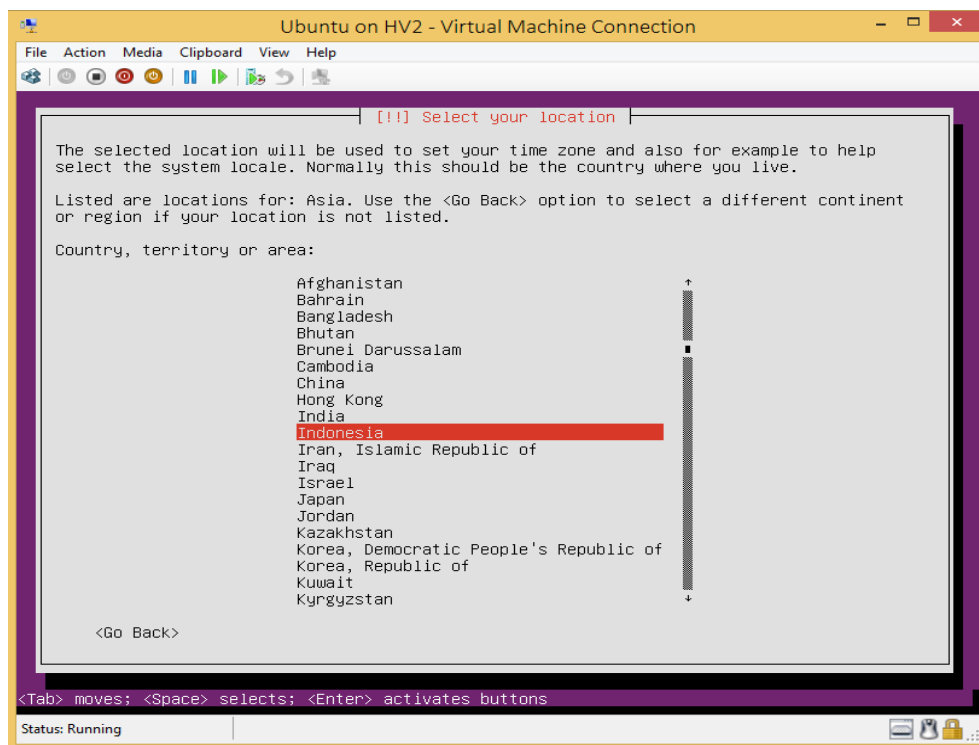 Ubuntu on HV2 - Virtual Machine Connection
File Action Media Clipboard View Help
[!!] Select your location
The selected location will be used to set your time zone and also for example to help
select the system locale. Normally this should be the country where you live.
Listed are locations for: Asia. Use the <Go Back> option to select a different continent
or region if your location is not listed.
Country, territory or area:
Afghanistan
Bahrain
Bangladesh
Bhutan
Brunei Darussalam
Cambodia
China
Hong Kong
India
Indonesia
Iran, Islamic Republic of
Iraq
Israel
Japan
Jordan
Kazakhstan
Korea, Democratic People's Republic of
Korea, Republic of
Kuwait
Kyrgyzstan
<Go Back>
<Tab> moves; <Space> selects; <Enter> activates buttons
Status: Running